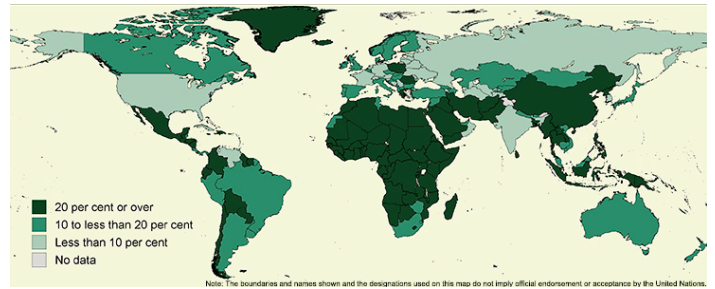 20 per cent or over
10 to less than 20 per cent
Less than 10 per cent
No data
Note: The boundaries and names shown and the designations used on this map do not imply official endorsement or acceptance by the United Nations.